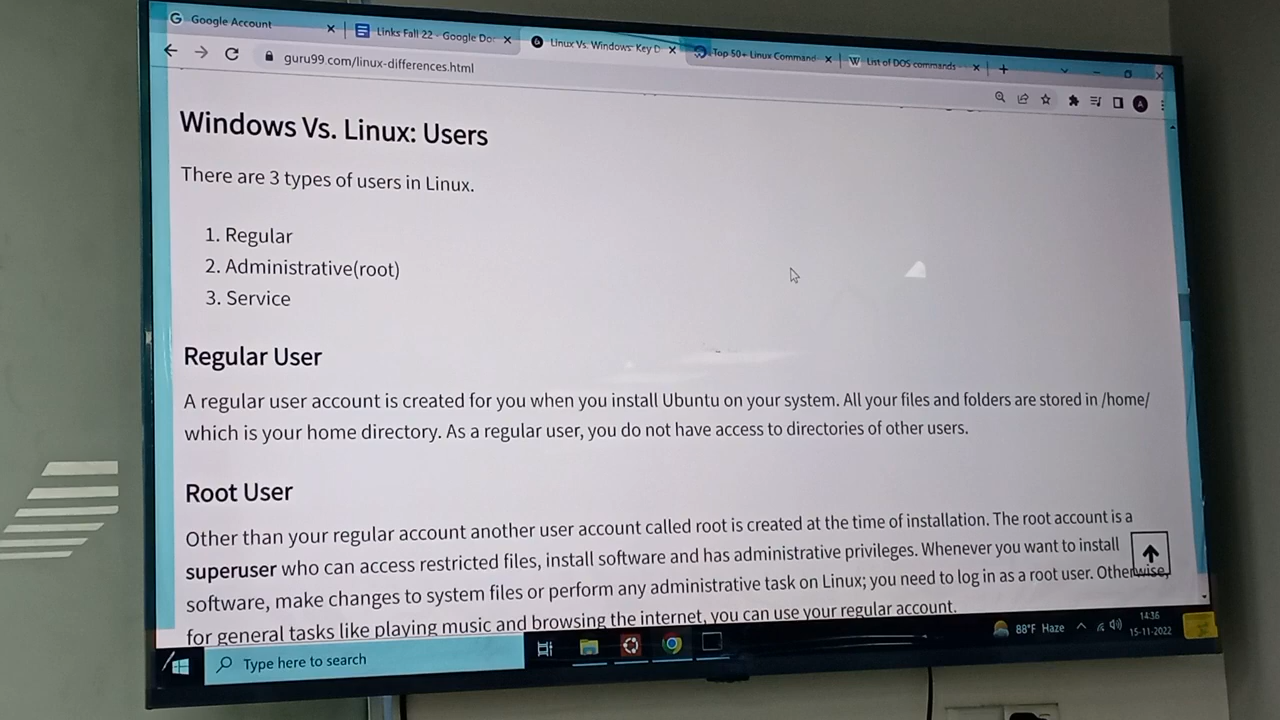 Google Account
Links Fall 22 - Google Do
Linux Vs. Windows: Key D
Top 50+ Linux Command
List of DOS commands
guru99.com/linux-differences.html
A
Windows Vs. Linux: Users
There are 3 types of users in Linux.
1. Regular
2. Administrative(root)
3. Service
Regular User
A regular user account is created for you when you install Ubuntu on your system. All your files and folders are stored in /home/
which is your home directory. As a regular user, you do not have access to directories of other users.
Root User
Other than your regular account another user account called root is created at the time of installation. The root account is a
superuser who can access restricted files, install software and has administrative privileges. Whenever you want to install
software, make changes to system files or perform any administrative task on Linux; you need to log in as a root user. Otherwise,
for general tasks like playing music and browsing the internet, you can use your regular account.
Type here to search
88°F Haze
14:36
15-11-2022